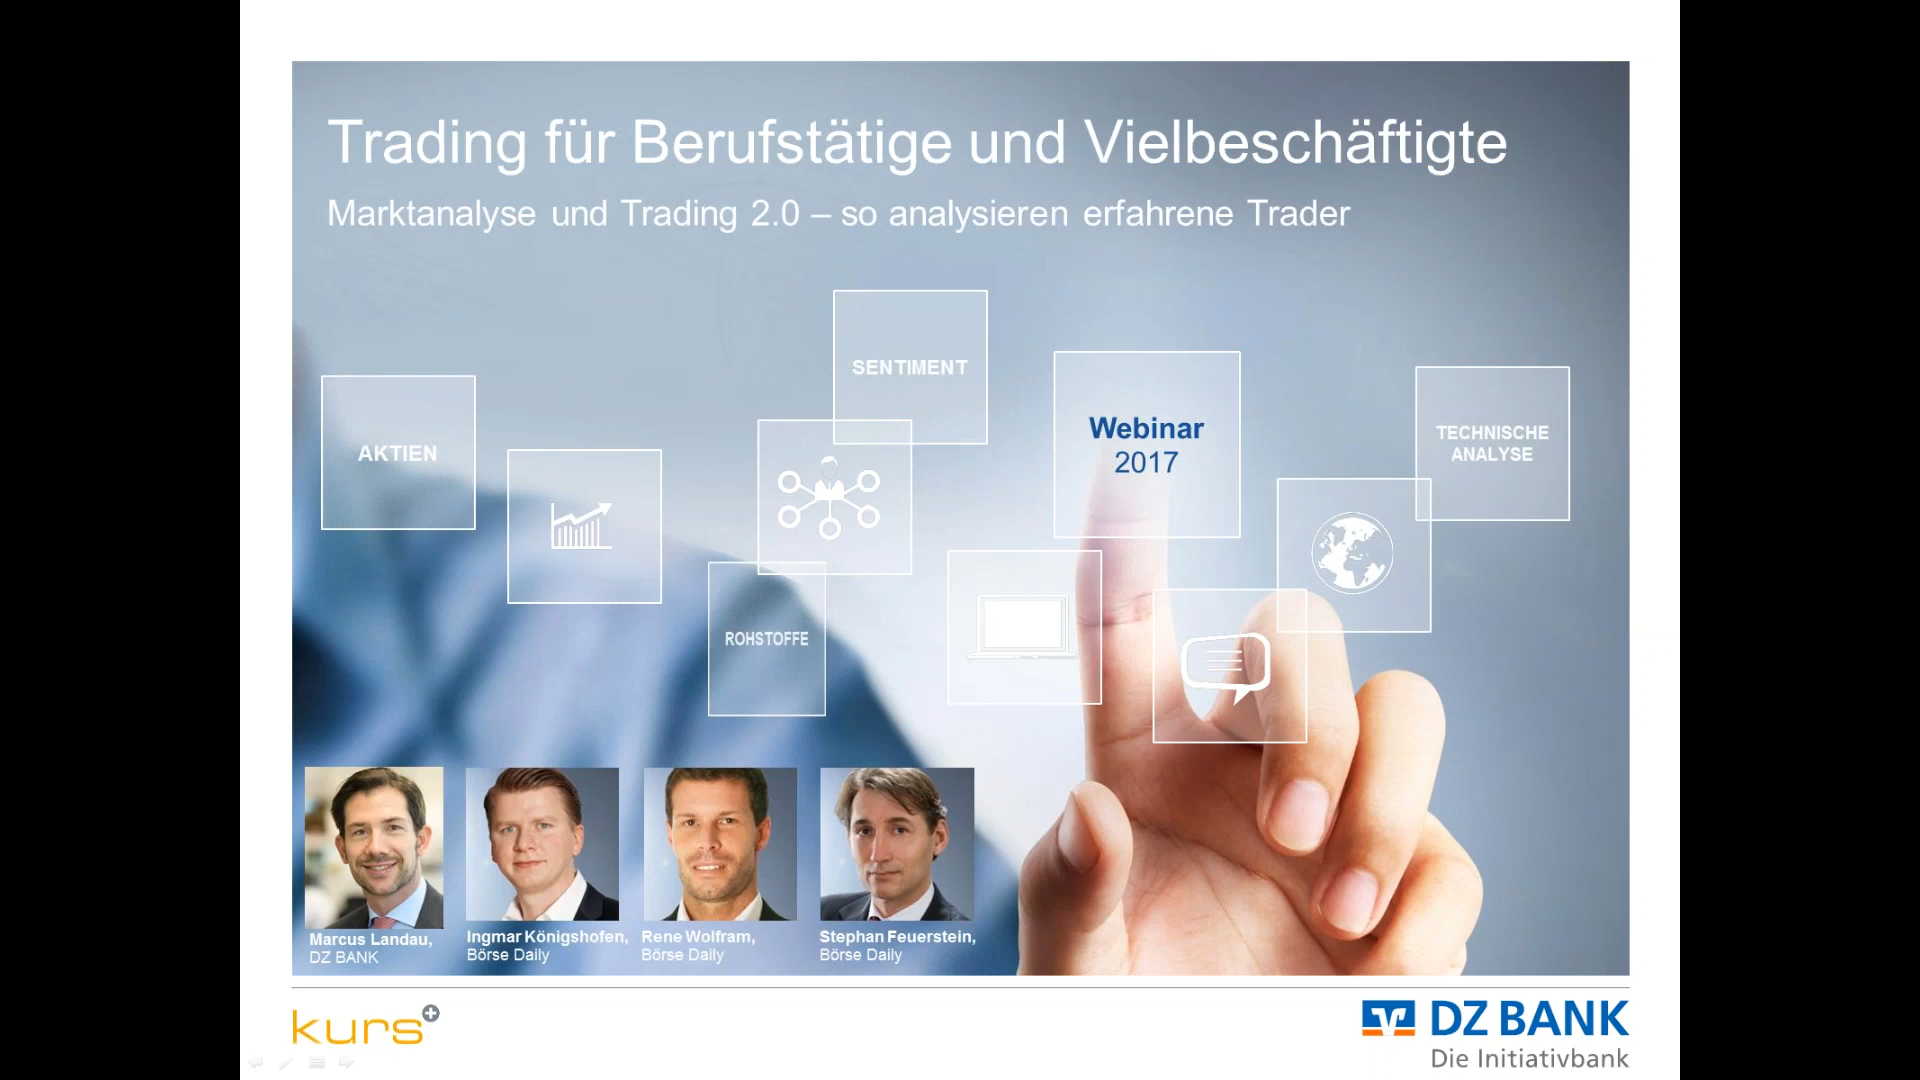 Trading für Berufstätige und Vielbeschäftigte
Marktanalyse und Trading 2.0 – so analysieren erfahrene Trader
SENTIMENT
AKTIEN
Webinar
2017
TECHNISCHE
ANALYSE
ROHSTOFFE
Marcus Landau,
DZ BANK
Ingmar Königshofen,
Börse Daily
Rene Wolfram,
Börse Daily
Stephan Feuerstein,
Börse Daily
kurs+
DZ BANK
Die Initiativbank